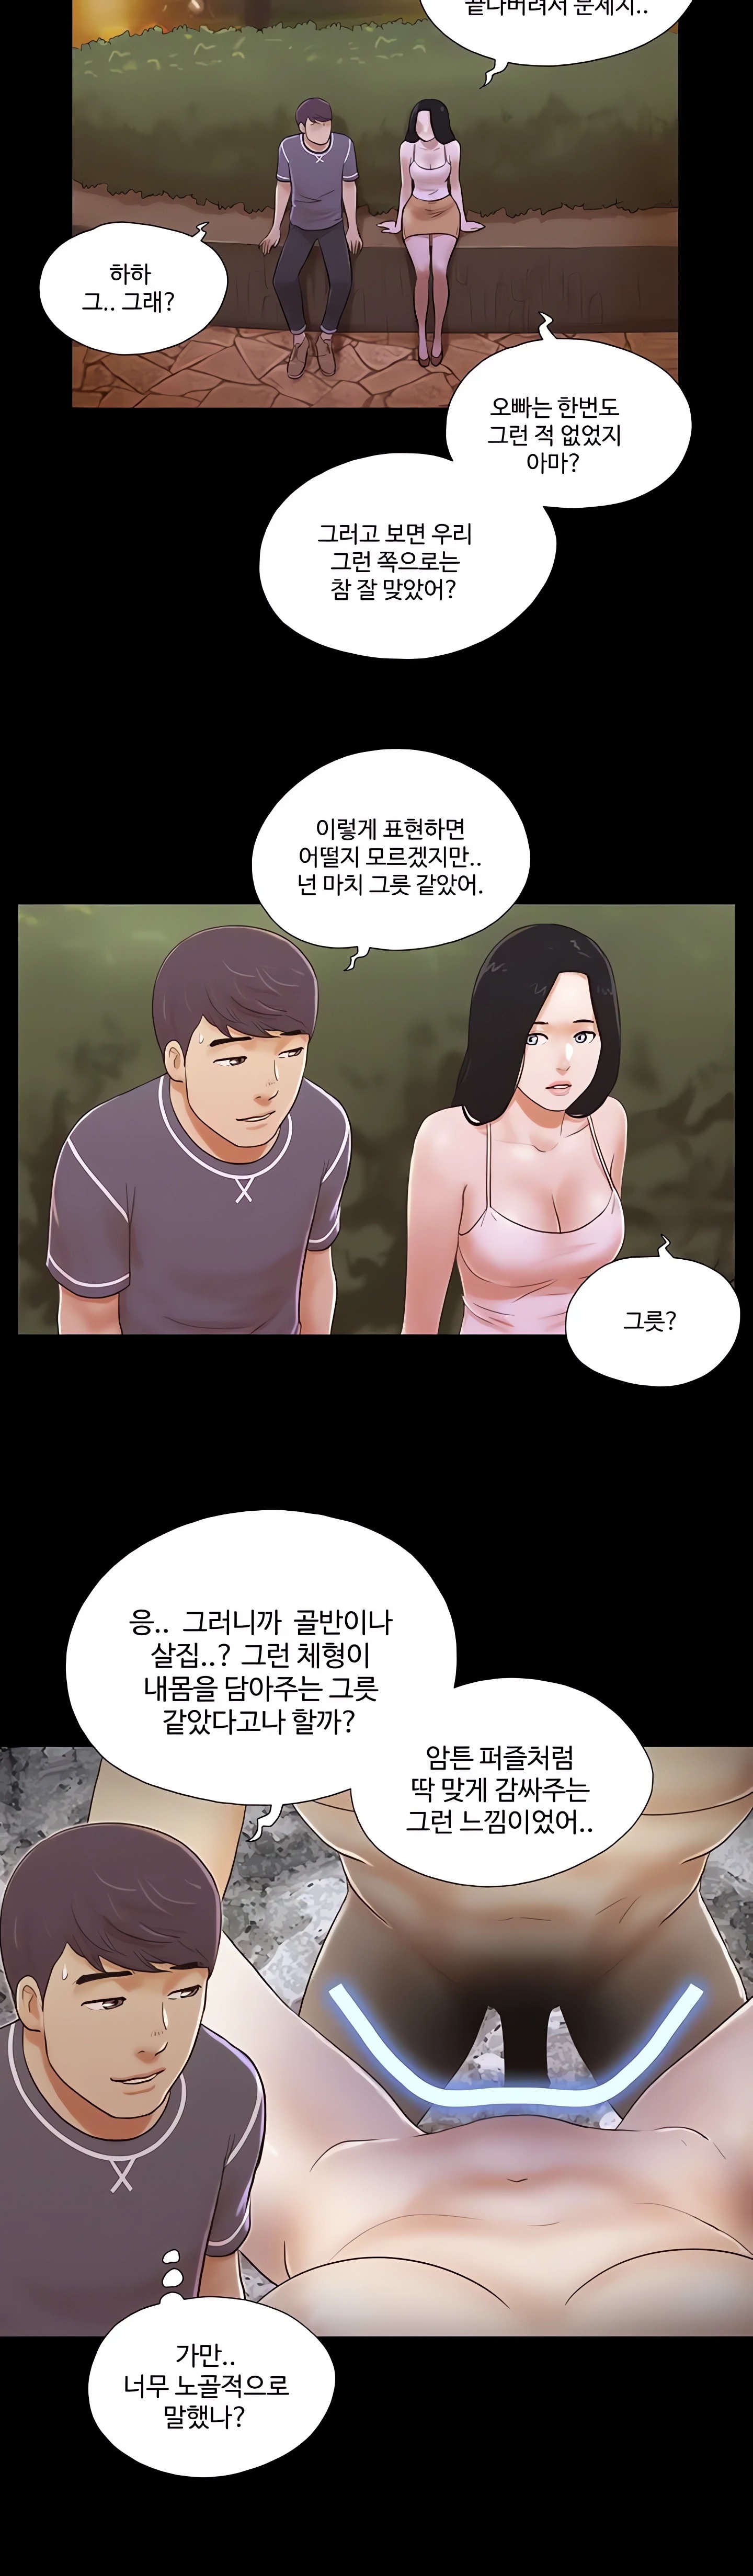 끝나버려서 문제지..
하하
그.. 그래?
오빠는 한번도
그런 적 없었지
아마?
그러고 보면 우리
그런 쪽으로는
참 잘 맞았어?
이렇게 표현하면
어떨지 모르겠지만..
넌 마치 그릇 같았어.
그릇?
응.. 그러니까 골반이나
살집..? 그런 체형이
내몸을 담아주는 그릇
같았다고나 할까?
암튼 퍼즐처럼
딱 맞게 감싸주는
그런 느낌이었어..
가만..
너무 노골적으로
말했나?